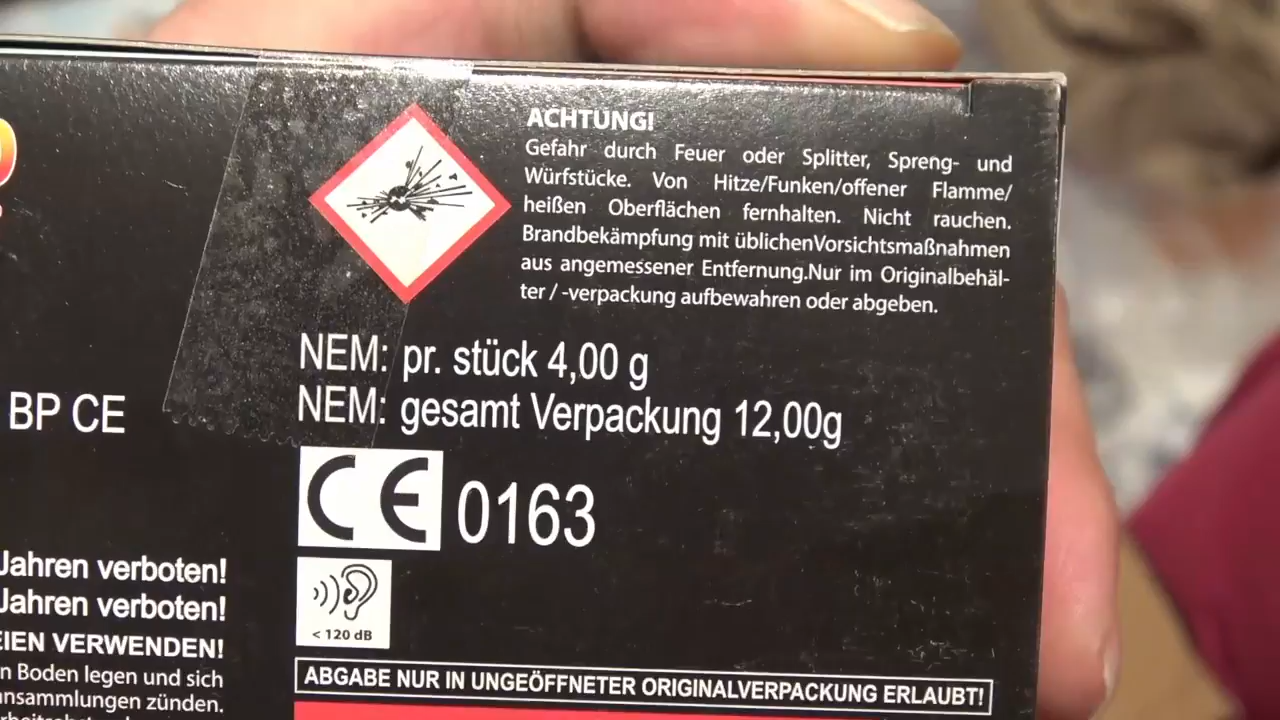 ACHTUNG!
Gefahr durch Feuer oder Splitter, Spreng- und
Würfstücke. Von Hitze/Funken/offener Flamme/
heißen Oberflächen fernhalten. Nicht rauchen.
Brandbekämpfung mit üblichenVorsichtsmaßnahmen
aus angemessener Entfernung.Nur im Originalbehäl-
ter / -verpackung aufbewahren oder abgeben.
NEM: pr. stück 4,00 g
NEM: gesamt Verpackung 12,00g
BP CE
CE 0163
Jahren verboten!
Jahren verboten!
EIEN VERWENDEN!
n Boden legen und sich
nsammlungen zünden.
< 120 dB
ABGABE NUR IN UNGEÖFFNETER ORIGINALVERPACKUNG ERLAUBT!